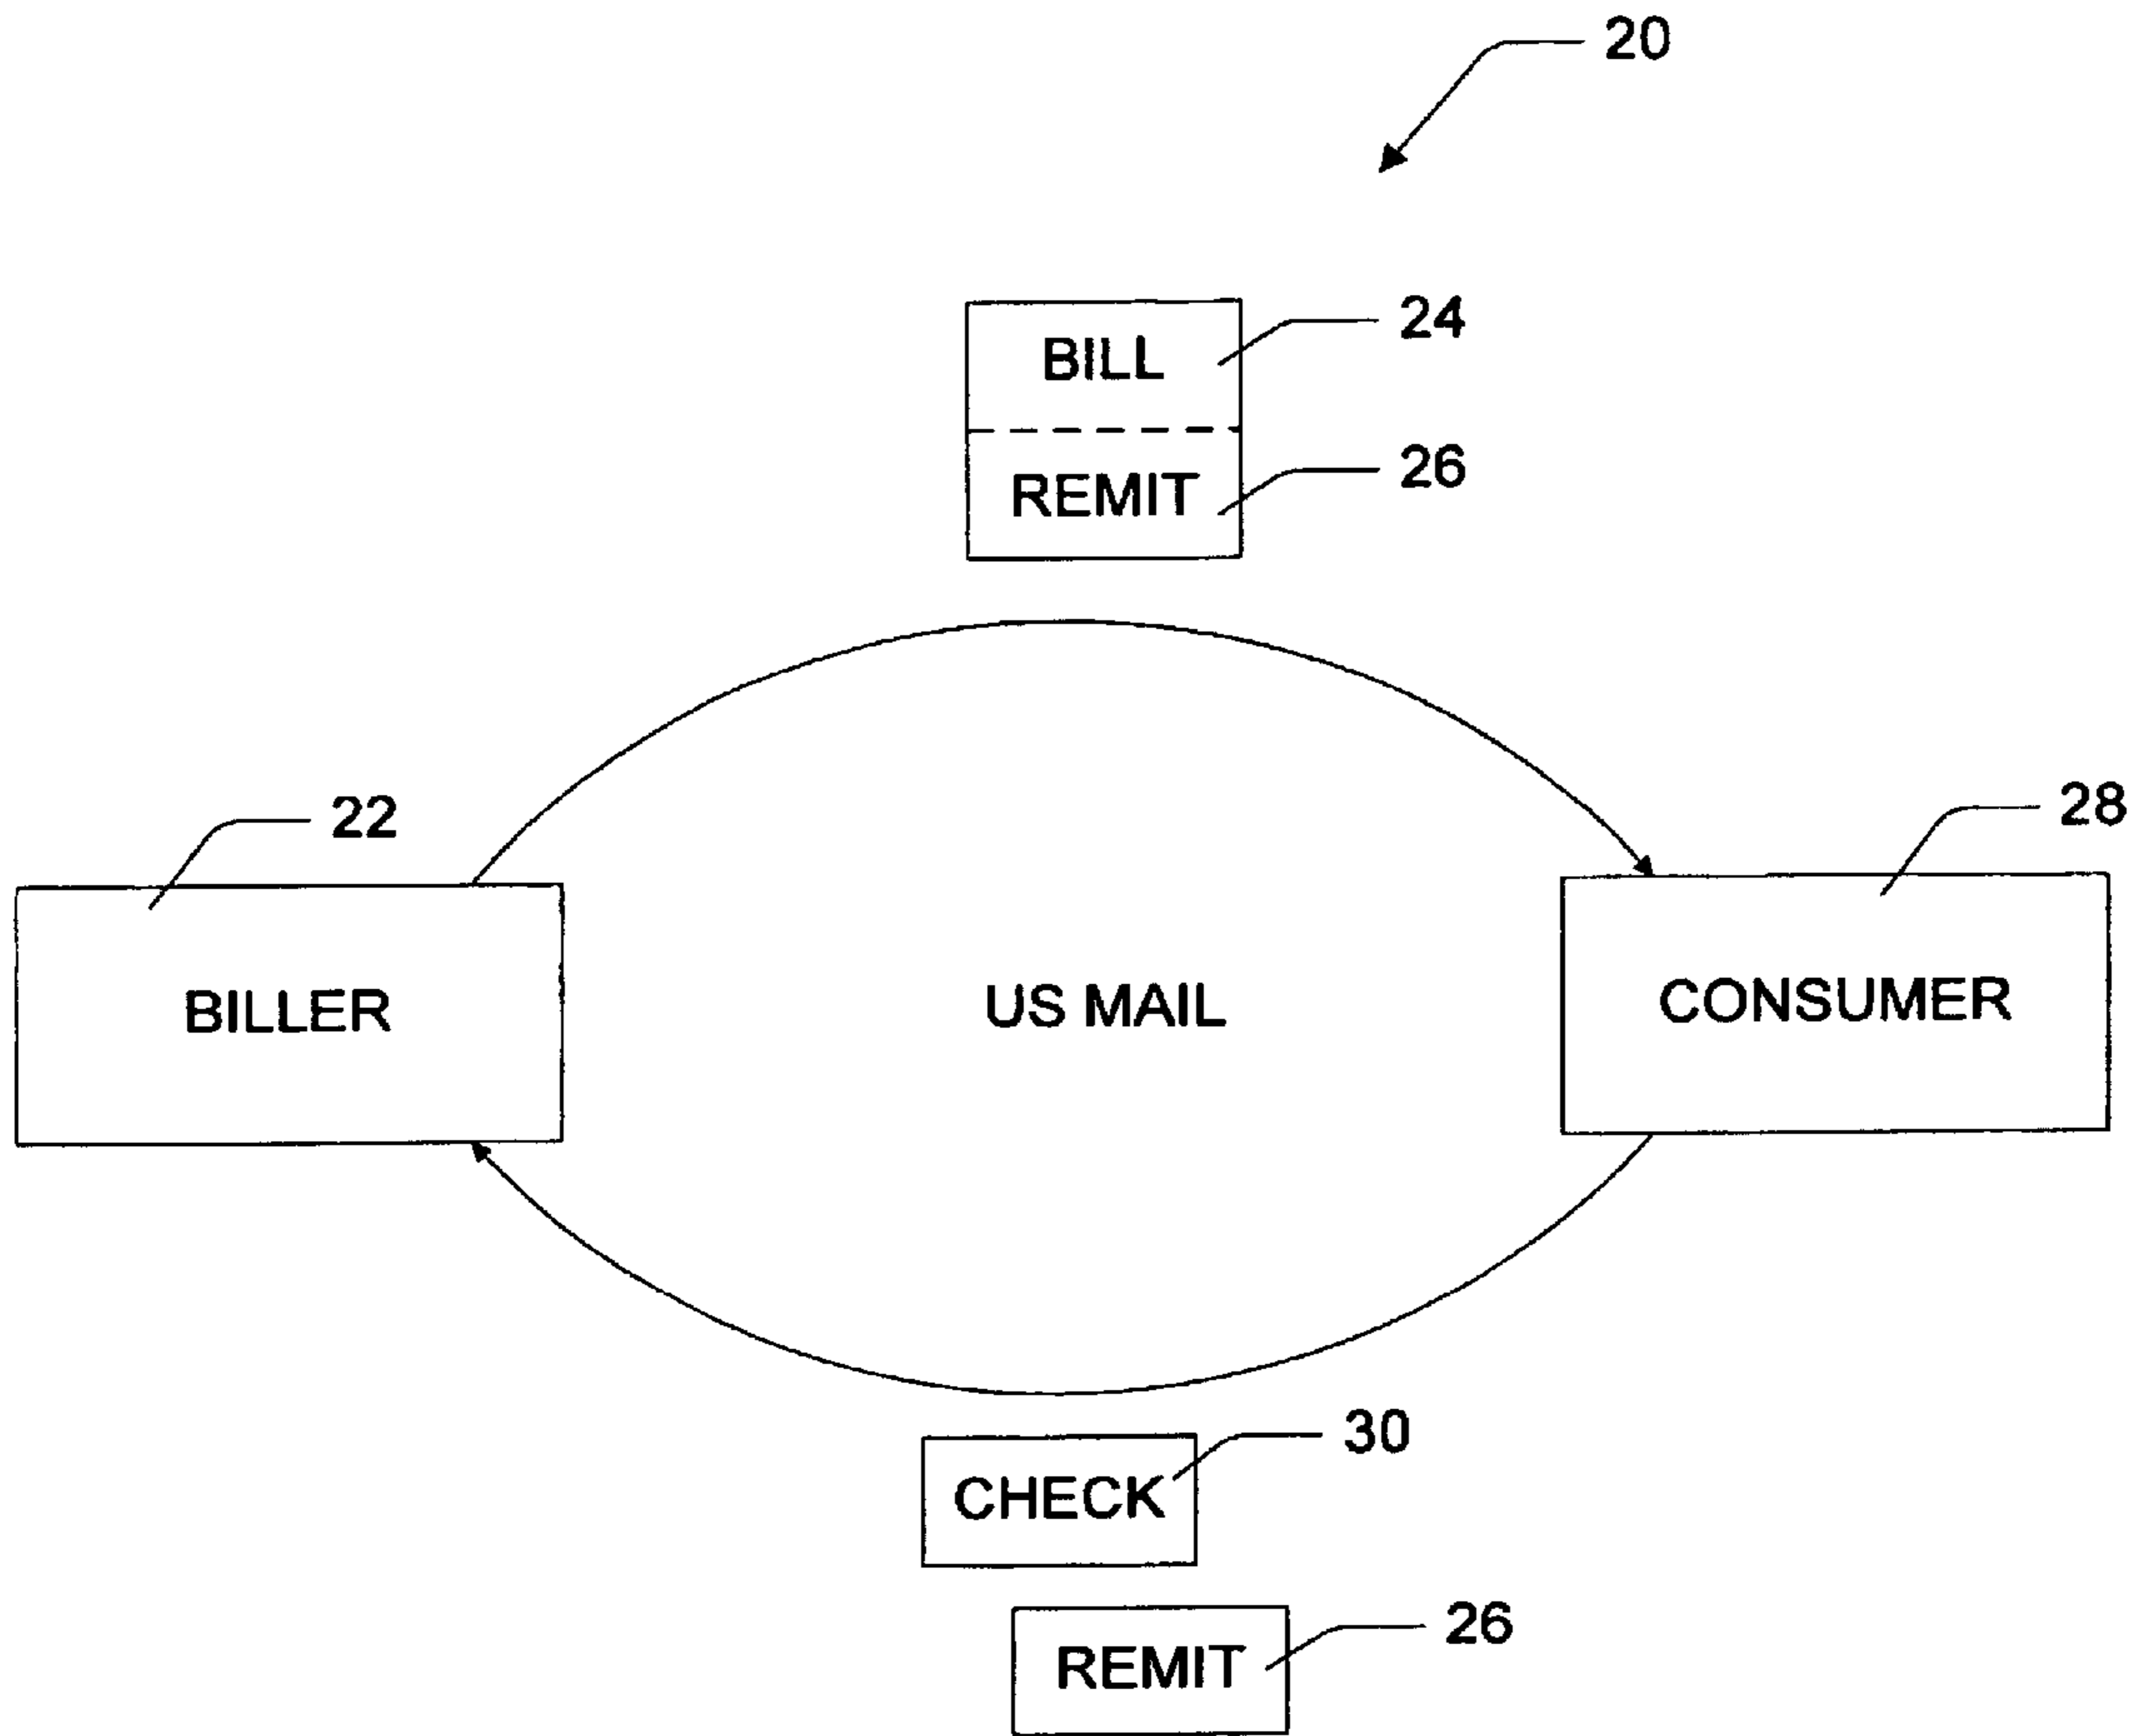 20
BILL
24
REMIT
26
22
28
BILLER
US MAIL
CONSUMER
30
CHECK
26
REMIT